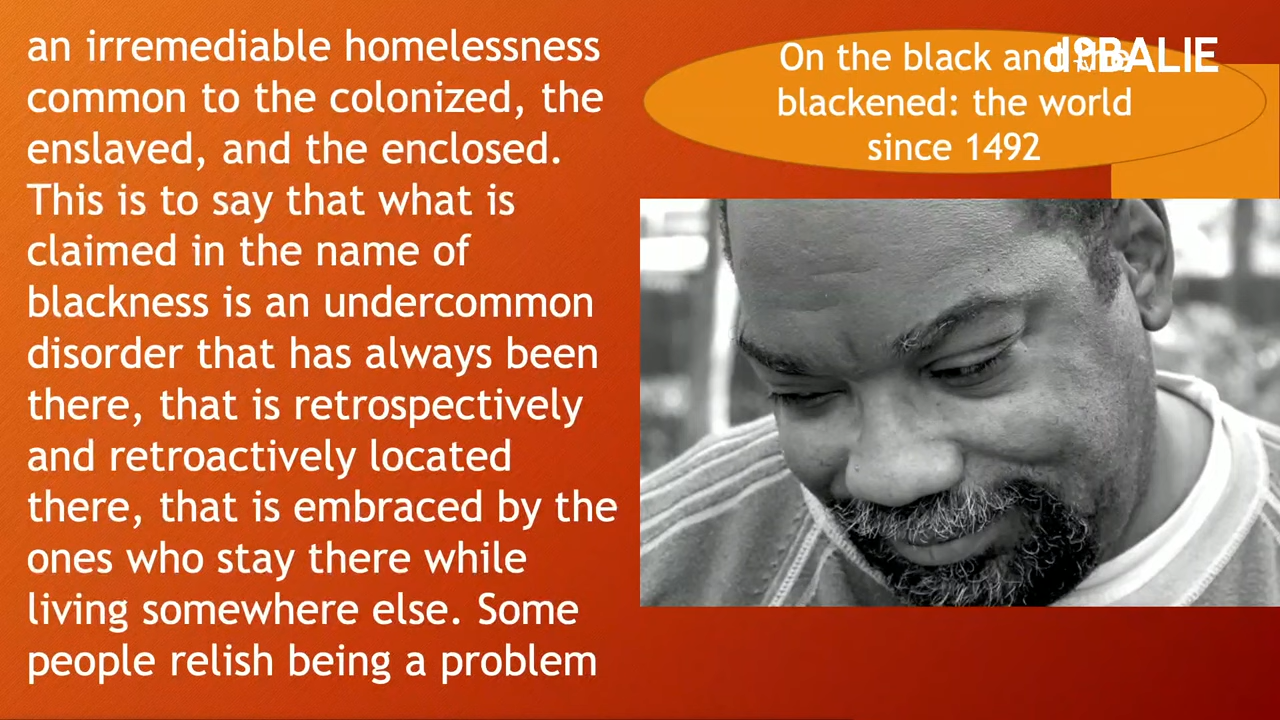 an irremediable homelessness
common to the colonized, the
enslaved, and the enclosed.
This is to say that what is
claimed in the name of
blackness is an undercommon
disorder that has always been
there, that is retrospectively
and retroactively located
there, that is embraced by the
ones who stay there while
living somewhere else. Some
people relish being a problem
On the black and the
blackened: the world
since 1492
de BALIE